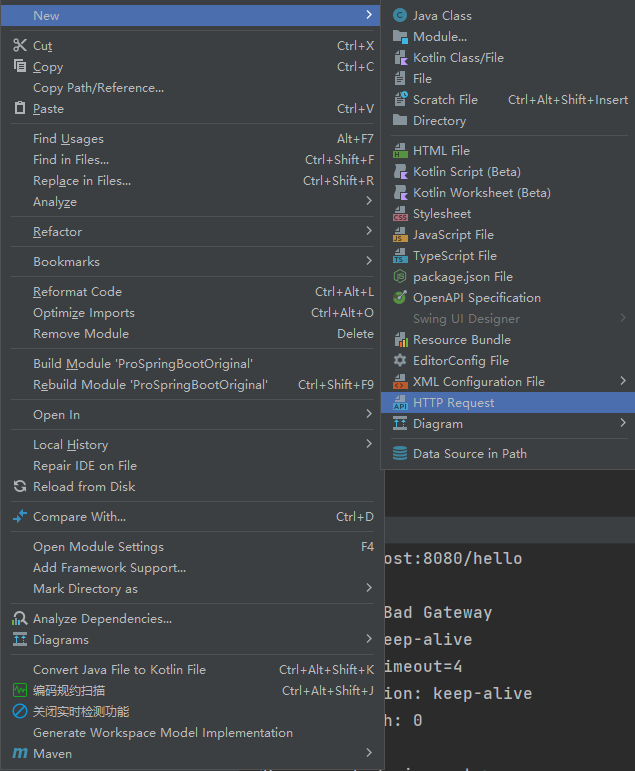 New
Cut Ctrl+X
Copy Ctrl+C
Copy Path/Reference...
Paste Ctrl+V
Find Usages Alt+F7
Find in Files... Ctrl+Shift+F
Replace in Files... Ctrl+Shift+R
Analyze
Refactor
Bookmarks
Reformat Code Ctrl+Alt+L
Optimize Imports Ctrl+Alt+O
Remove Module Delete
Build Module 'ProSpringBootOriginal'
Rebuild Module 'ProSpringBootOriginal' Ctrl+Shift+F9
Open In
Local History
Repair IDE on File
Reload from Disk
Compare With... Ctrl+D
Open Module Settings F4
Add Framework Support...
Mark Directory as
Analyze Dependencies...
Diagrams
Convert Java File to Kotlin File Ctrl+Alt+Shift+K
编码规约扫描 Ctrl+Alt+Shift+J
关闭实时检测功能
Generate Workspace Model Implementation
Maven
Java Class
Module...
Kotlin Class/File
File
Scratch File Ctrl+Alt+Shift+Insert
Directory
HTML File
Kotlin Script (Beta)
Kotlin Worksheet (Beta)
Stylesheet
JavaScript File
TypeScript File
package.json File
OpenAPI Specification
Swing UI Designer
Resource Bundle
EditorConfig File
XML Configuration File
HTTP Request
Diagram
Data Source in Path
ost:8080/hello
Bad Gateway
eep-alive
imeout=4
ion: keep-alive
h: 0